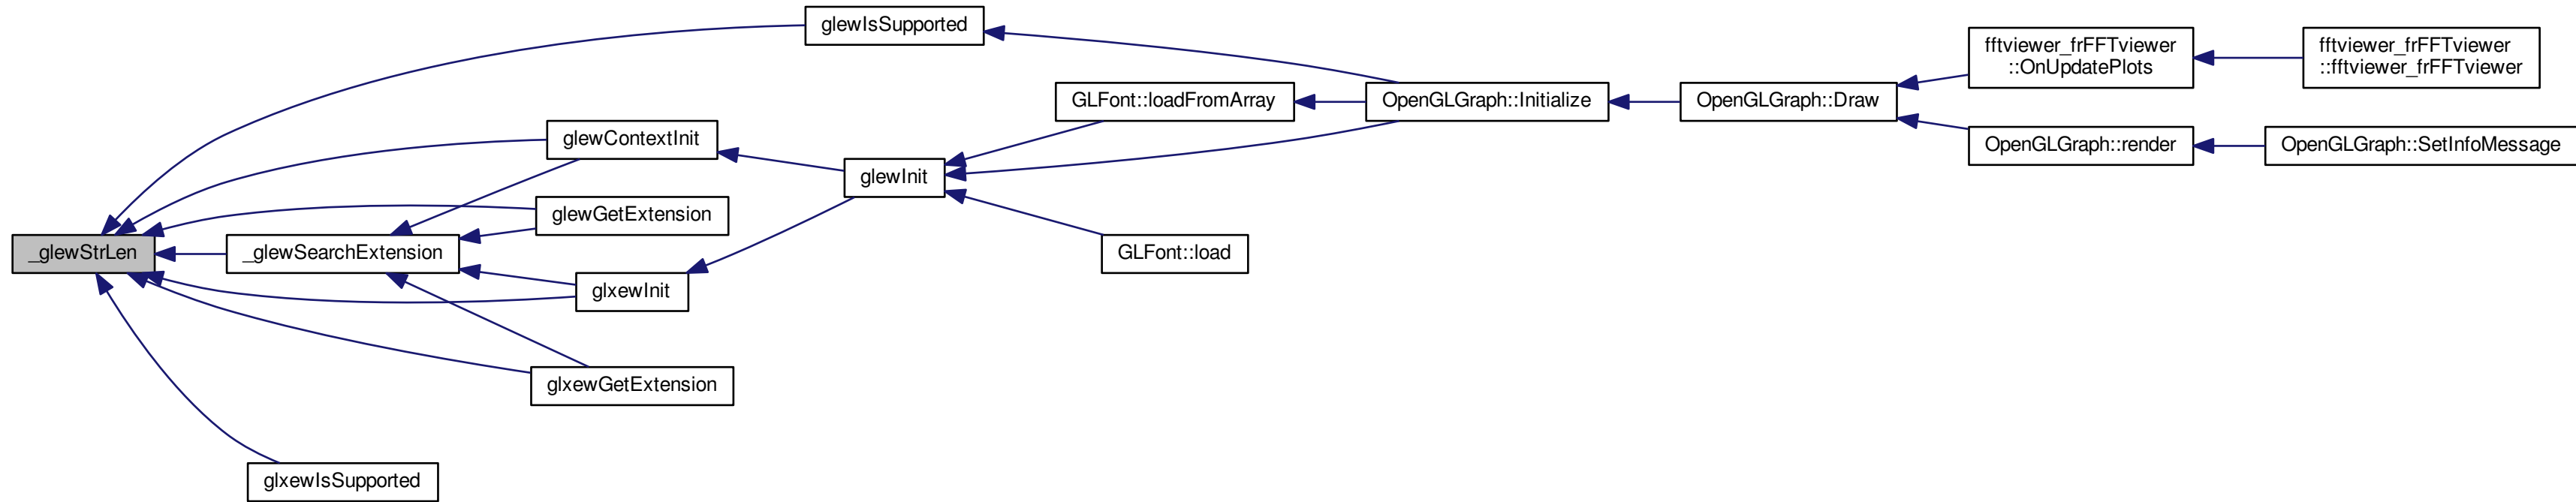 glewIsSupported
fftviewer_frFFTviewer
::OnUpdatePlots
fftviewer_frFFTviewer
::fftviewer_frFFTviewer
GLFont::loadFromArray
OpenGLGraph::Initialize
OpenGLGraph::Draw
glewContextInit
OpenGLGraph::render
OpenGLGraph::SetInfoMessage
glewInit
glewGetExtension
_glewStrLen
_glewSearchExtension
GLFont::load
glxewInit
glxewGetExtension
glxewIsSupported